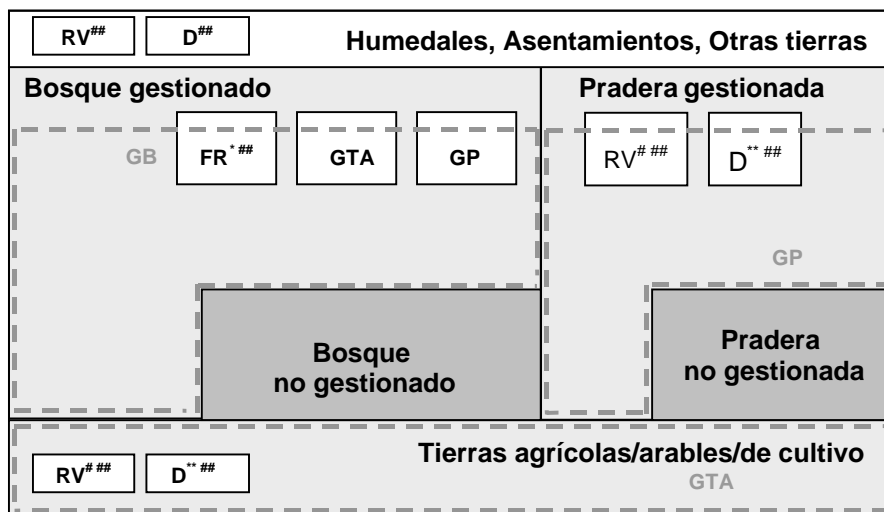 RV## D## Humedales, Asentamientos, Otras tierras
Bosque gestionado
Pradera gestionada
GB
FR* ##
GTA
GP
RV# ##
D** ##
GP
Bosque
no gestionado
Pradera
no gestionada
Tierras agrícolas/arables/de cultivo
RV# ##
D** ##
GTA